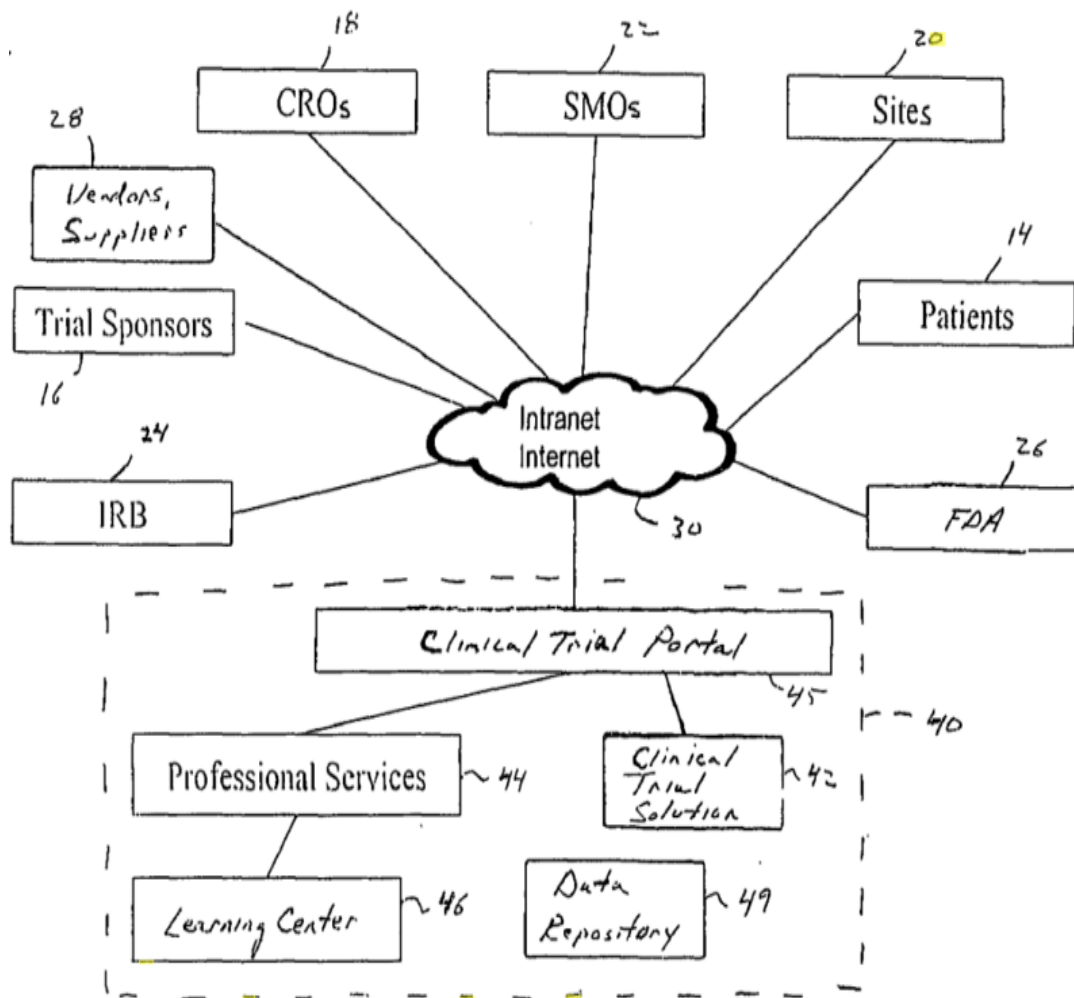 18
22
20
CROs
SMOs
Sites
28
Vendors,
Suppliers
14
Trial Sponsors
Patients
16
Intranet
Internet
24
26
IRB
FDA
30
Clinical Trial Portal
45
40
Professional Services
44
Clinical
Trial
Solution
42
Learning Center
46
Data
Repository
49